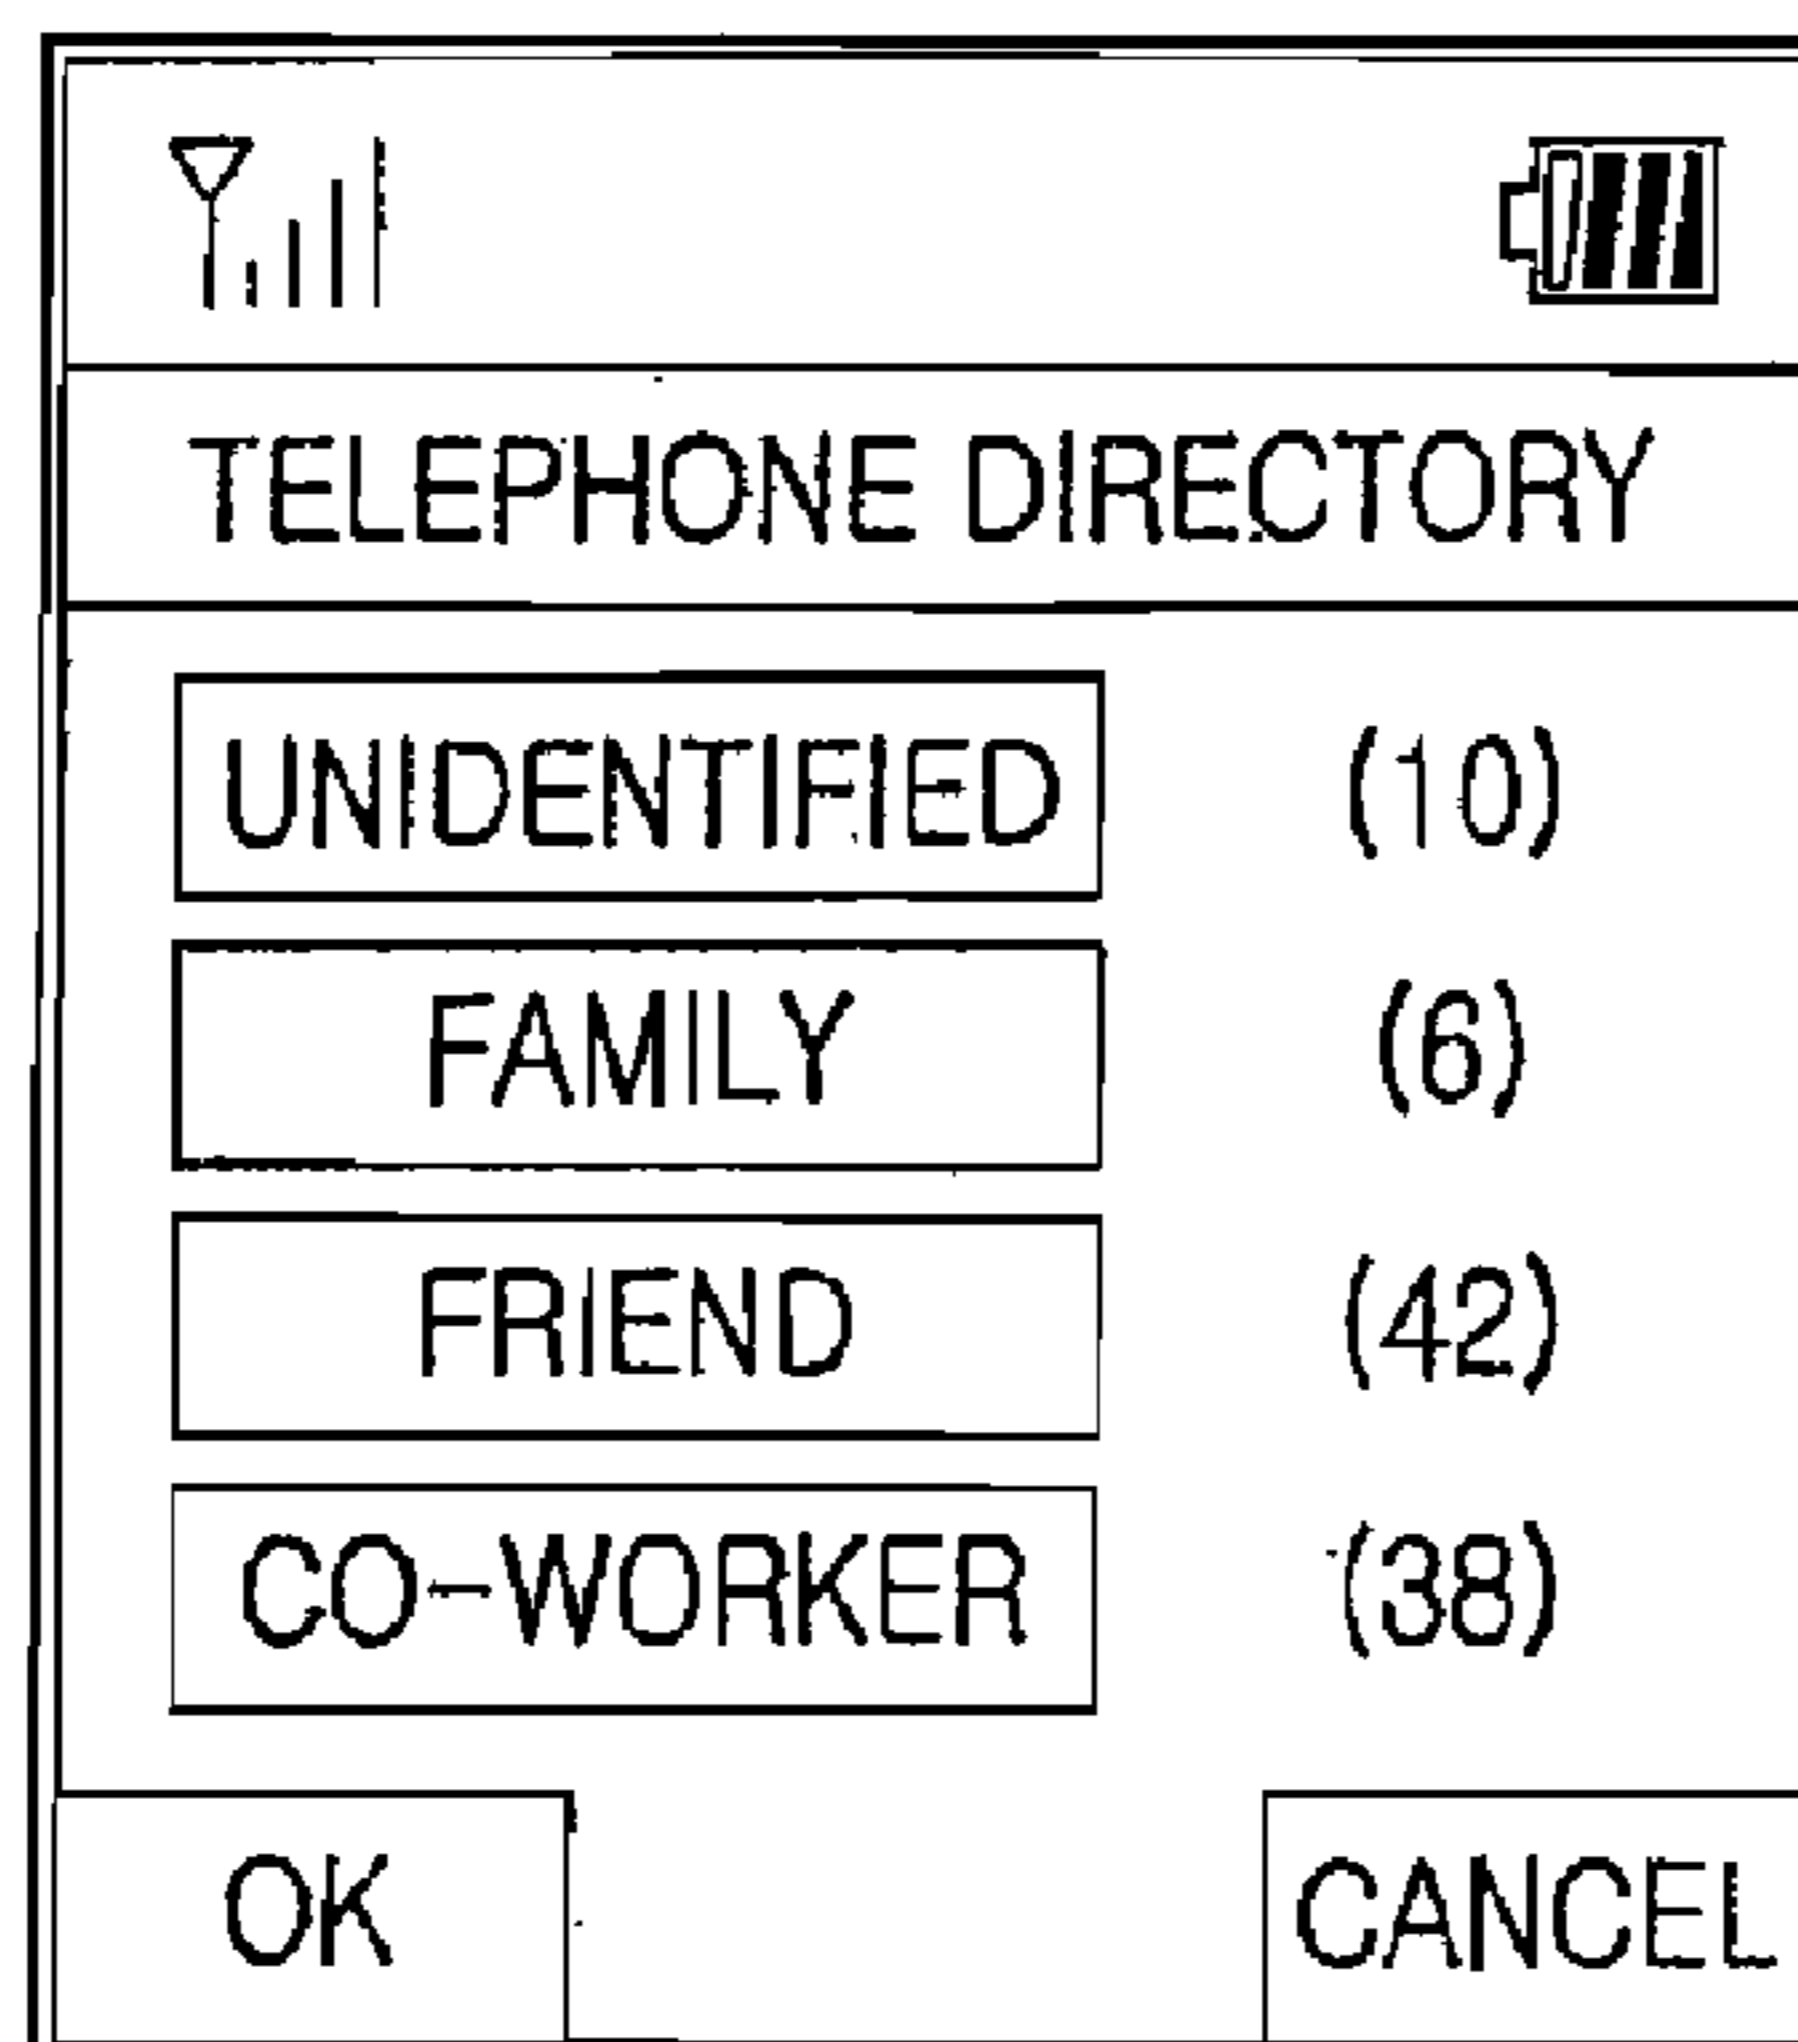 TELEPHONE DIRECTORY
UNIDENTIFIED (10)
FAMILY (6)
FRIEND (42)
CO-WORKER (38)
OK CANCEL